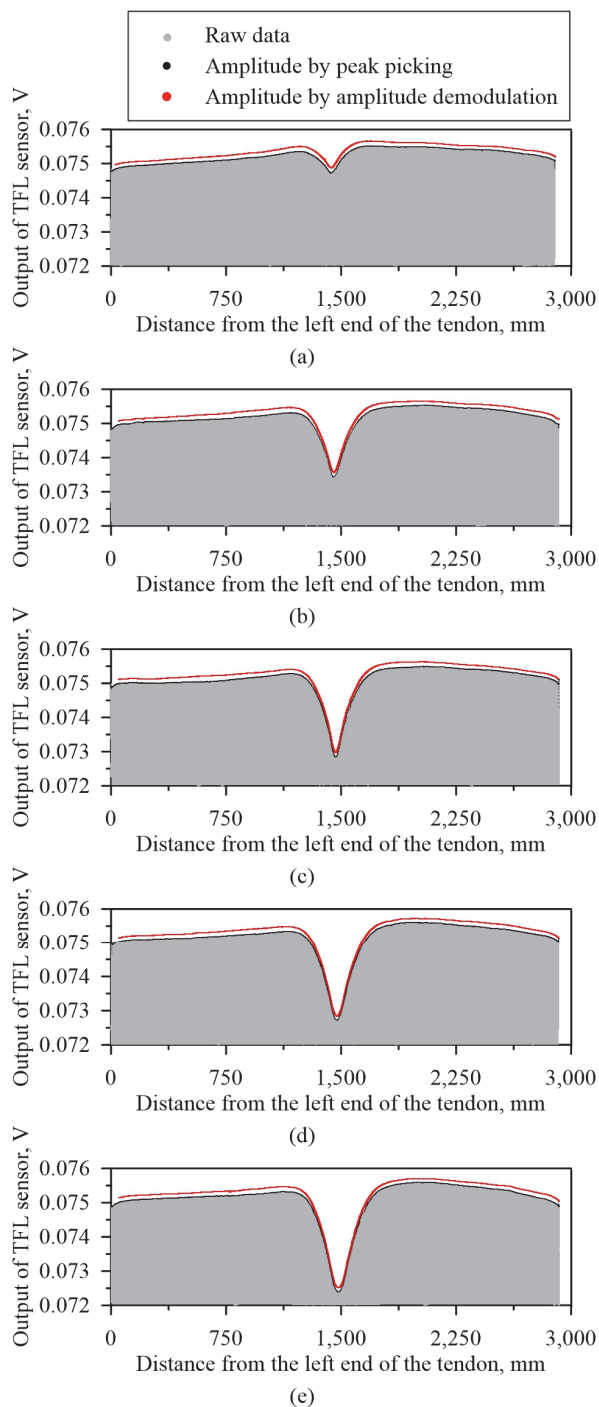 Raw data
Amplitude by peak picking
Amplitude by amplitude demodulation
Output of TFL sensor, V
0.076
0.075
0.074
0.073
0.072
0 750 1,500 2,250 3,000
Distance from the left end of the tendon, mm
(a)
Output of TFL sensor, V
0.076
0.075
0.074
0.073
0.072
0 750 1,500 2,250 3,000
Distance from the left end of the tendon, mm
(b)
Output of TFL sensor, V
0.076
0.075
0.074
0.073
0.072
0 750 1,500 2,250 3,000
Distance from the left end of the tendon, mm
(c)
Output of TFL sensor, V
0.076
0.075
0.074
0.073
0.072
0 750 1,500 2,250 3,000
Distance from the left end of the tendon, mm
(d)
Output of TFL sensor, V
0.076
0.075
0.074
0.073
0.072
0 750 1,500 2,250 3,000
Distance from the left end of the tendon, mm
(e)